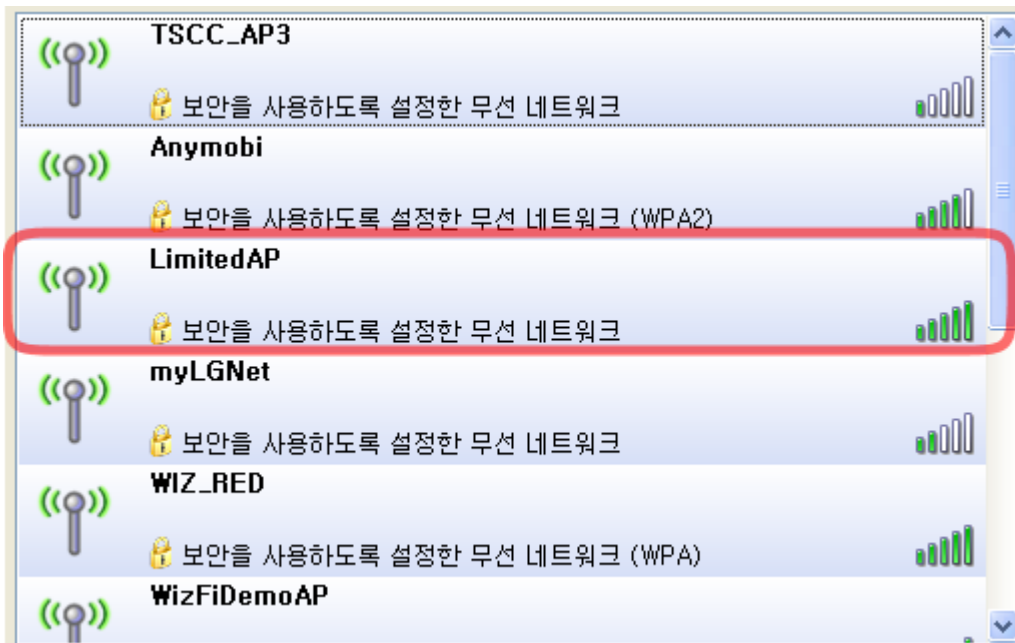 TSCC_AP3
보안을 사용하도록 설정한 무선 네트워크
Anymobi
보안을 사용하도록 설정한 무선 네트워크 (WPA2)
LimitedAP
보안을 사용하도록 설정한 무선 네트워크
myLGNet
보안을 사용하도록 설정한 무선 네트워크
WIZ_RED
보안을 사용하도록 설정한 무선 네트워크 (WPA)
WizFiDemoAP